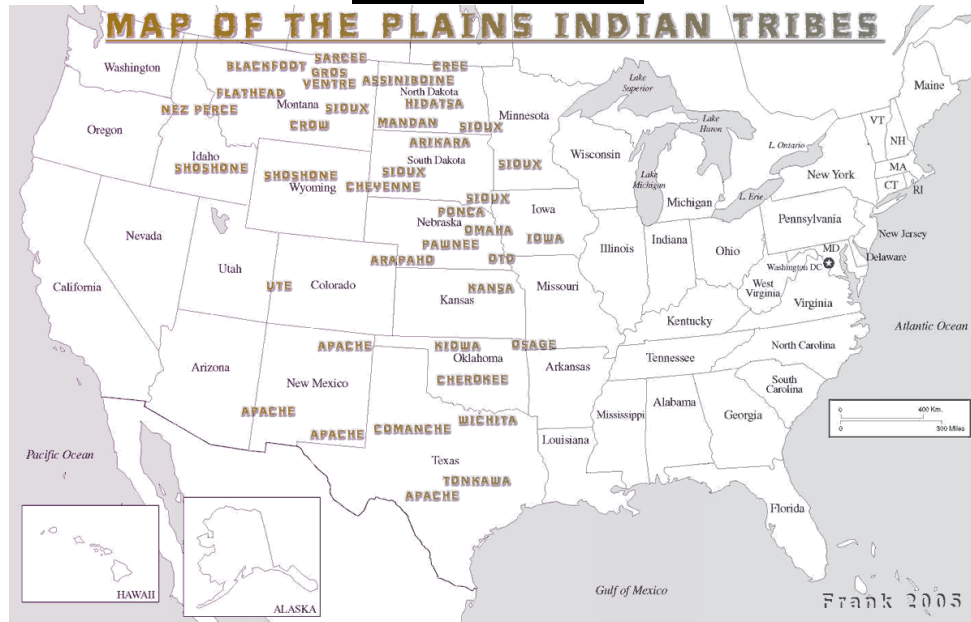 MAP OF THE PLAINS INDIAN TRIBES
Washington
Oregon
California
Nevada
Idaho
Montana
Wyoming
Utah
Colorado
Arizona
New Mexico
North Dakota
South Dakota
Nebraska
Kansas
Oklahoma
Texas
Minnesota
Iowa
Missouri
Arkansas
Louisiana
Wisconsin
Illinois
Michigan
Indiana
Ohio
Kentucky
Tennessee
Mississippi
Alabama
Georgia
Florida
South
Carolina
North Carolina
Virginia
West
Virginia
Washington DC
MD
Delaware
New Jersey
Pennsylvania
New York
CT
RI
MA
VT
NH
Maine
Lake
Superior
Lake
Michigan
Lake
Huron
L. Erie
L. Ontario
SARCEE
BLACKFOOT
GROS
VENTRE
ASSINIBOINE
CREE
FLATHEAD
NEZ PERCE
SIOUX
HIDATSA
CROW
MANDAN
SIOUX
ARIKARA
SHOSHONE
SHOSHONE
SIOUX
CHEYENNE
SIOUX
SIOUX
PONCA
OMAHA
PAWNEE
IOWA
ARAPAHO
OTO
UTE
KANSA
APACHE
KIOWA
OSAGE
CHEROKEE
APACHE
APACHE
COMANCHE
WICHITA
TONKAWA
APACHE
Pacific Ocean
Atlantic Ocean
Gulf of Mexico
0 400 Km.
0 300 Miles
HAWAII
ALASKA
Frank 2005